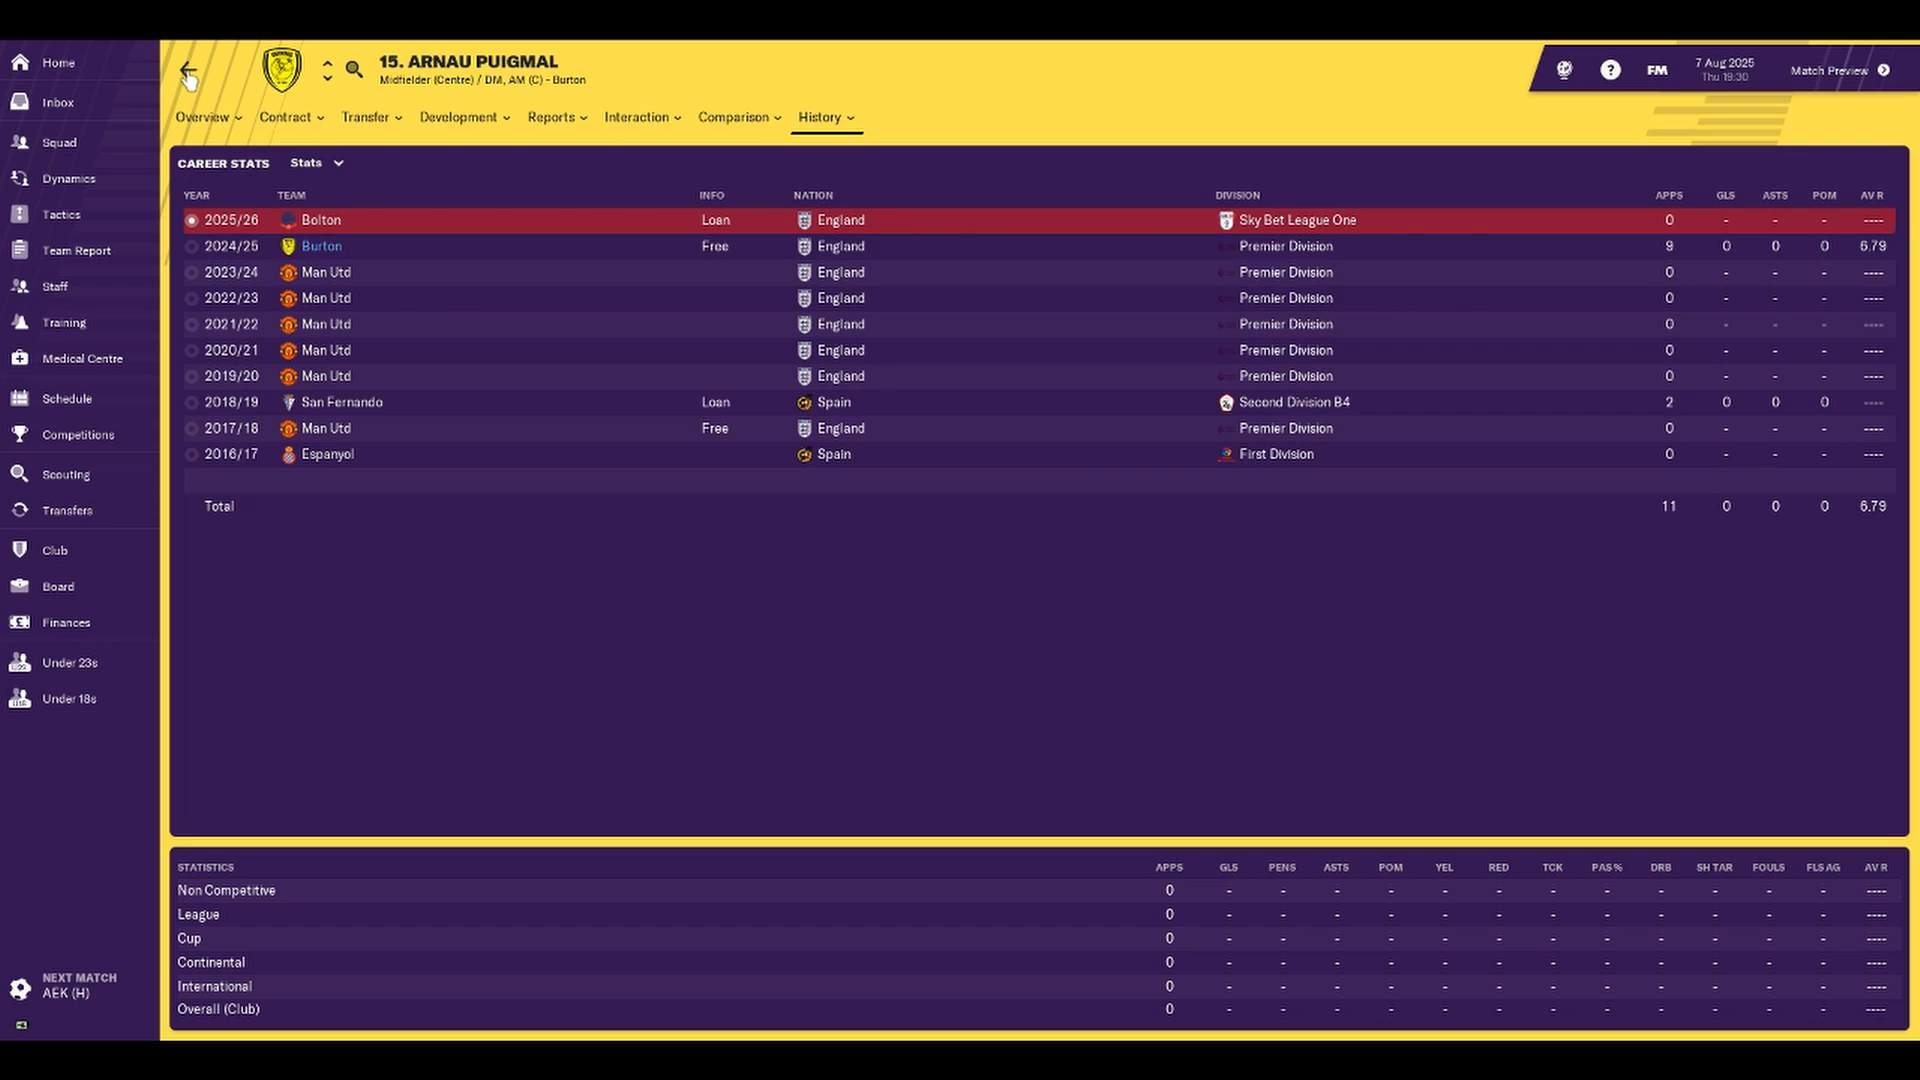 Home
Inbox
Squad
Dynamics
Tactics
Team Report
Staff
Training
Medical Centre
Schedule
Competitions
Scouting
Transfers
Club
Board
Finances
Under 23s
Under 18s
NEXT MATCH
AEK (H)
15. ARNAU PUIGMAL
Midfielder (Centre) / DM, AM (C) - Burton
FM
7 Aug 2025
Thu 19:30
Match Preview
Overview Contract Transfer Development Reports Interaction Comparison History
CAREER STATS Stats
YEAR TEAM INFO NATION DIVISION APPS GLS ASTS POM AV R
2025/26 Bolton Loan England Sky Bet League One 0 - - - ----
2024/25 Burton Free England Premier Division 9 0 0 0 6.79
2023/24 Man Utd England Premier Division 0 - - - ----
2022/23 Man Utd England Premier Division 0 - - - ----
2021/22 Man Utd England Premier Division 0 - - - ----
2020/21 Man Utd England Premier Division 0 - - - ----
2019/20 Man Utd England Premier Division 0 - - - ----
2018/19 San Fernando Loan Spain Second Division B4 2 0 0 0 ----
2017/18 Man Utd Free England Premier Division 0 - - - ----
2016/17 Espanyol Spain First Division 0 - - - ----
Total 11 0 0 0 6.79
STATISTICS APPS GLS PENS ASTS POM YEL RED TCK PAS % DRB SH TAR FOULS FLS AG AV R
Non Competitive 0 - - - - - - - - - - - - ----
League 0 - - - - - - - - - - - - ----
Cup 0 - - - - - - - - - - - - ----
Continental 0 - - - - - - - - - - - - ----
International 0 - - - - - - - - - - - - ----
Overall (Club) 0 - - - - - - - - - - - - ----